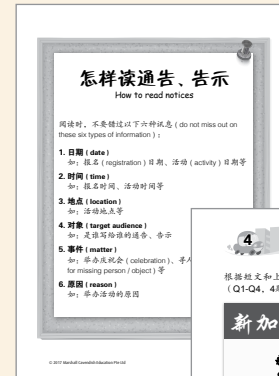 怎样读通告、告示
How to read notices
阅读时，不要错过以下六种讯息 ( do not miss out on
these six types of information )：
1. 日期 ( date )
如：报名 ( registration ) 日期、活动 ( activity ) 日期等
2. 时间 ( time )
如：报名时间、活动时间等
3. 地点 ( location )
如：活动地点等
4. 对象 ( target audience )
如：是谁写给谁的通告、告示
5. 事件 ( matter )
如：举办庆祝会 ( celebration )、寻人
for missing person / object ) 等
6. 原因 ( reason )
如：举办活动的原因
© 2017 Marshall Cavendish Education Pte Ltd
4
根据短文和上
( Q1-Q4, 4
新加